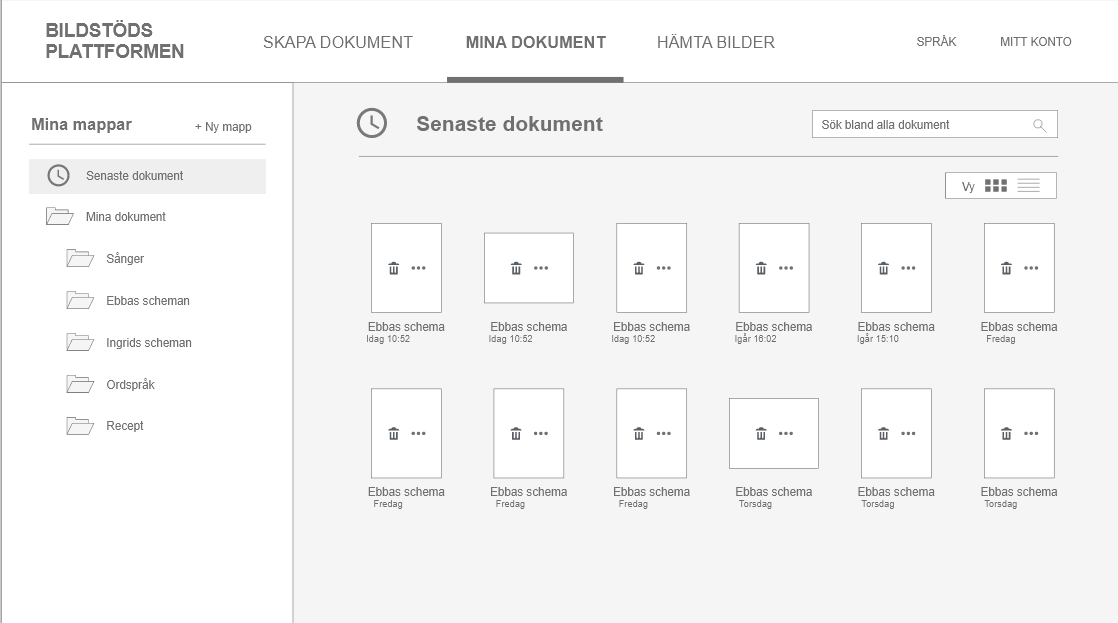 BILDSTÖDS
PLATTFORMEN
SKAPA DOKUMENT
MINA DOKUMENT
HÄMTA BILDER
SPRÅK
MITT KONTO
Mina mappar
+ Ny mapp
Senaste dokument
Mina dokument
Sånger
Ebbas scheman
Ingrids scheman
Ordspråk
Recept
Senaste dokument
Sök bland alla dokument
Vy
Ebbas schema
Idag 10:52
Ebbas schema
Idag 10:52
Ebbas schema
Idag 10:52
Ebbas schema
Igår 16:02
Ebbas schema
Igår 15:10
Ebbas schema
Fredag
Ebbas schema
Fredag
Ebbas schema
Fredag
Ebbas schema
Fredag
Ebbas schema
Torsdag
Ebbas schema
Torsdag
Ebbas schema
Torsdag